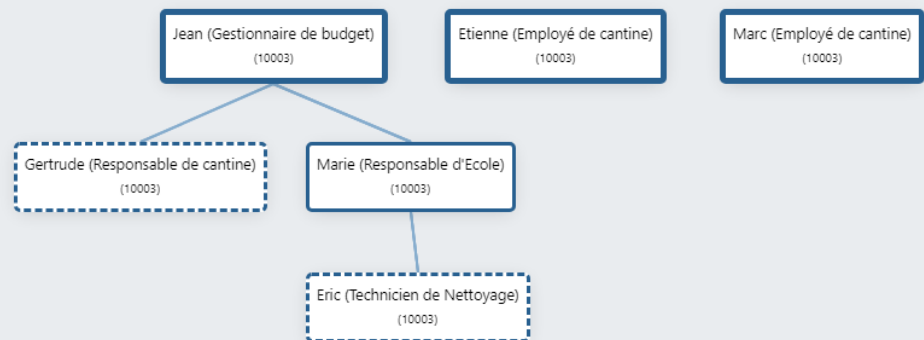 Jean (Gestionnaire de budget)
(10003)
Etienne (Employé de cantine)
(10003)
Marc (Employé de cantine)
(10003)
Gertrude (Responsable de cantine)
(10003)
Marie (Responsable d'Ecole)
(10003)
Eric (Technicien de Nettoyage)
(10003)